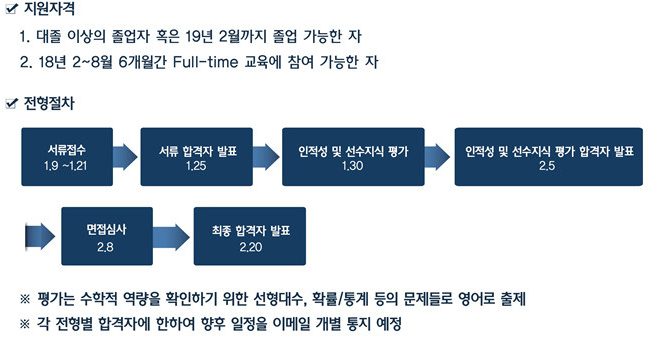 지원자격
1. 대졸 이상의 졸업자 혹은 19년 2월까지 졸업 가능한 자
2. 18년 2~8월 6개월간 Full-time 교육에 참여 가능한 자
전형절차
서류접수
1.9 ~1.21
서류 합격자 발표
1.25
인적성 및 선수지식 평가
1.30
인적성 및 선수지식 평가 합격자 발표
2.5
면접심사
2.8
최종 합격자 발표
2.20
※ 평가는 수학적 역량을 확인하기 위한 선형대수, 확률/통계 등의 문제들로 영어로 출제
※ 각 전형별 합격자에 한하여 향후 일정을 이메일 개별 통지 예정